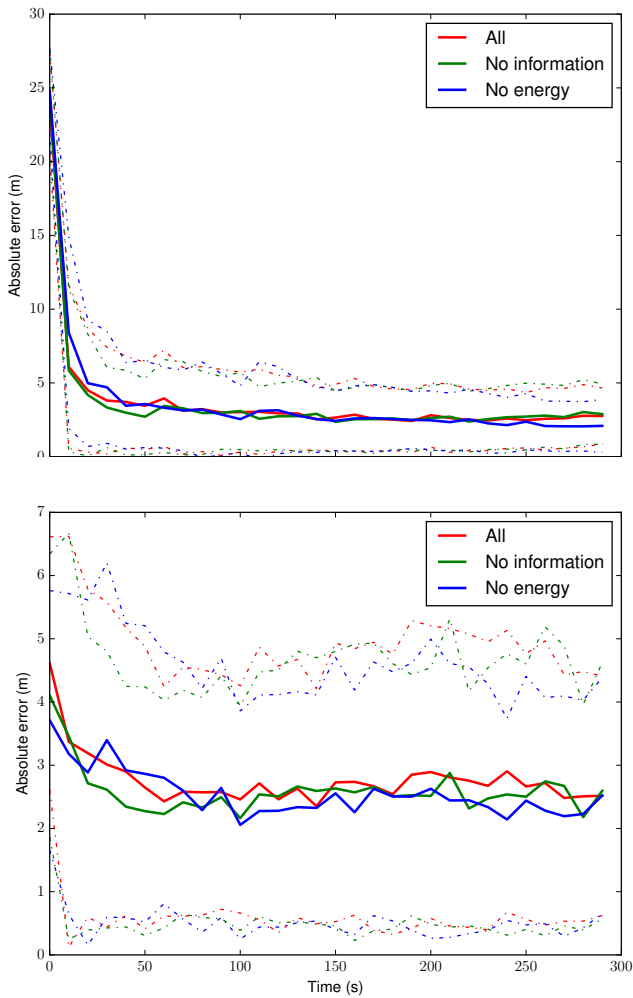 30
25
20
15
10
5
0
Absolute error (m)
All
No information
No energy
7
6
5
4
3
2
1
0
Absolute error (m)
All
No information
No energy
0
50
100
150
200
250
300
Time (s)